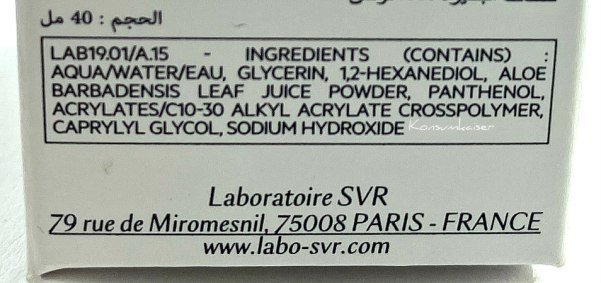 الحجم : 40 مل
LAB19.01/A.15 - INGREDIENTS (CONTAINS) :
AQUA/WATER/EAU, GLYCERIN, 1,2-HEXANEDIOL, ALOE
BARBADENSIS LEAF JUICE POWDER, PANTHENOL,
ACRYLATES/C10-30 ALKYL ACRYLATE CROSSPOLYMER,
CAPRYLYL GLYCOL, SODIUM HYDROXIDE Konsumkaiser
Laboratoire SVR
79 rue de Miromesnil, 75008 PARIS - FRANCE
www.labo-svr.com